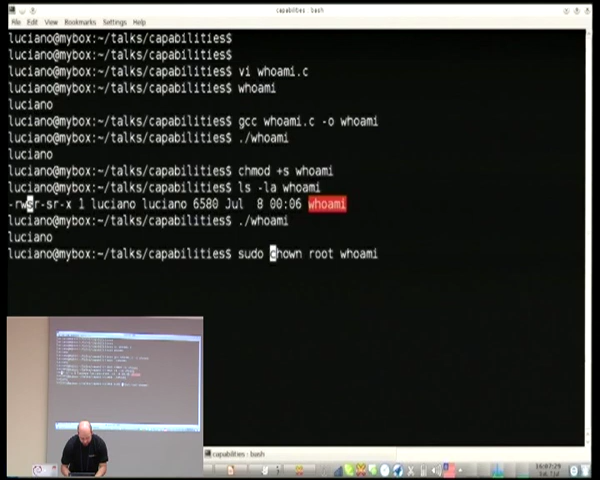 capabilities : bash
File Edit View Bookmarks Settings Help
luciano@mybox:~/talks/capabilities$
luciano@mybox:~/talks/capabilities$
luciano@mybox:~/talks/capabilities$ vi whoami.c
luciano@mybox:~/talks/capabilities$ whoami
luciano
luciano@mybox:~/talks/capabilities$ gcc whoami.c -o whoami
luciano@mybox:~/talks/capabilities$ ./whoami
luciano
luciano@mybox:~/talks/capabilities$ chmod +s whoami
luciano@mybox:~/talks/capabilities$ ls -la whoami
-rwsr-sr-x 1 luciano luciano 6580 Jul 8 00:06 whoami
luciano@mybox:~/talks/capabilities$ ./whoami
luciano
luciano@mybox:~/talks/capabilities$ sudo chown root whoami
capabilities : bash